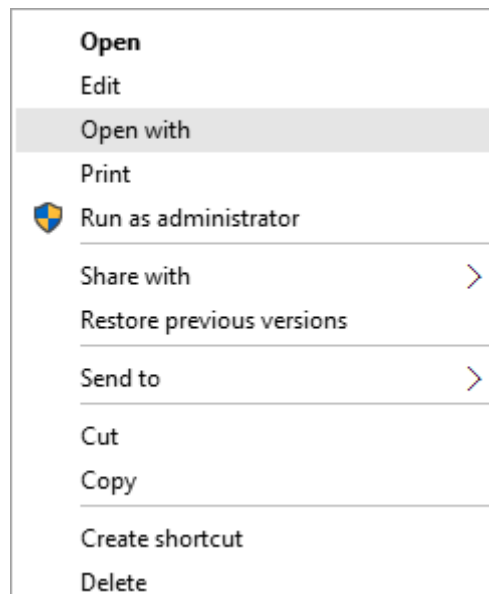 Open
Edit
Open with
Print
Run as administrator
Share with
Restore previous versions
Send to
Cut
Copy
Create shortcut
Delete